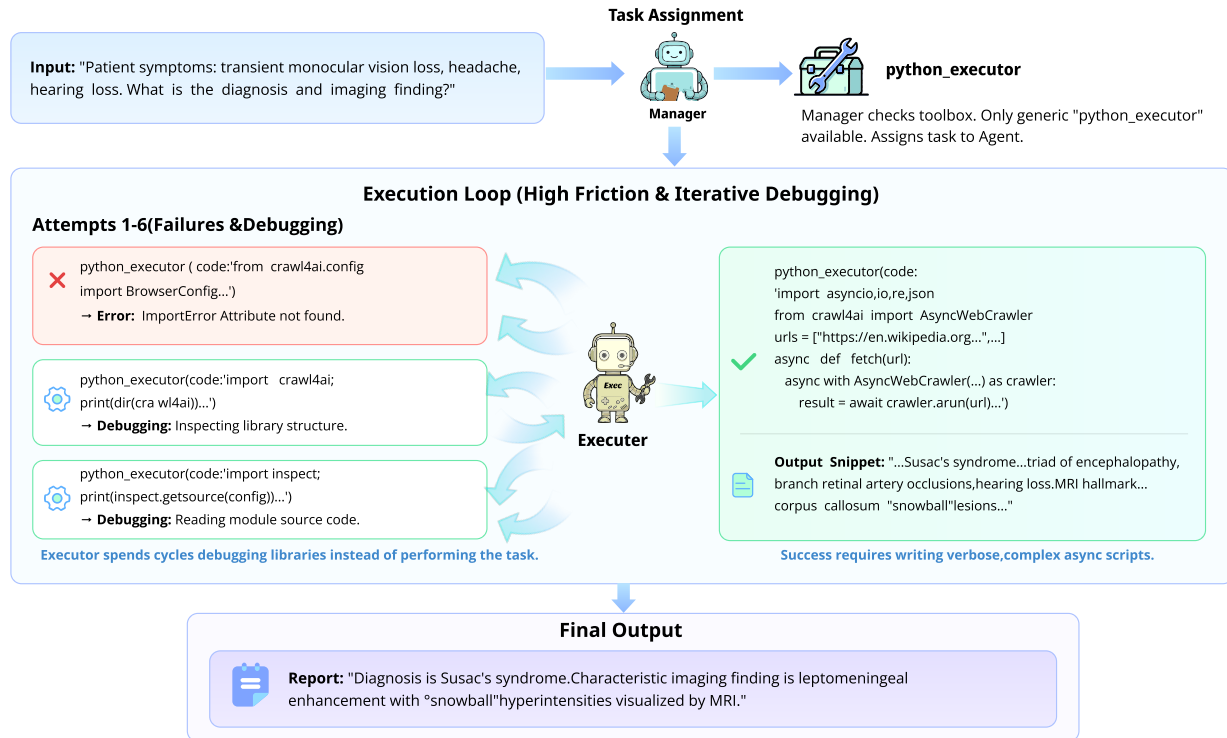 Task Assignment
Input: "Patient symptoms: transient monocular vision loss, headache,
hearing loss. What is the diagnosis and imaging finding?"
Manager
python_executor
Manager checks toolbox. Only generic "python_executor"
available. Assigns task to Agent.
Execution Loop (High Friction & Iterative Debugging)
Attempts 1-6(Failures &Debugging)
python_executor ( code:'from crawl4ai.config
import BrowserConfig...')
→ Error: ImportError Attribute not found.
python_executor(code:'import crawl4ai;
print(dir(cra wl4ai))...')
→ Debugging: Inspecting library structure.
python_executor(code:'import inspect;
print(inspect.getsource(config))...')
→ Debugging: Reading module source code.
Executor spends cycles debugging libraries instead of performing the task.
Exec
Executer
python_executor(code:
'import asyncio,io,re,json
from crawl4ai import AsyncWebCrawler
urls = ["https://en.wikipedia.org...",...]
async def fetch(url):
async with AsyncWebCrawler(...) as crawler:
result = await crawler.arun(url)...')
Output Snippet: "...Susac's syndrome...triad of encephalopathy,
branch retinal artery occlusions,hearing loss.MRI hallmark...
corpus callosum "snowball"lesions..."
Success requires writing verbose,complex async scripts.
Final Output
Report: "Diagnosis is Susac's syndrome.Characteristic imaging finding is leptomeningeal
enhancement with °snowball"hyperintensities visualized by MRI."